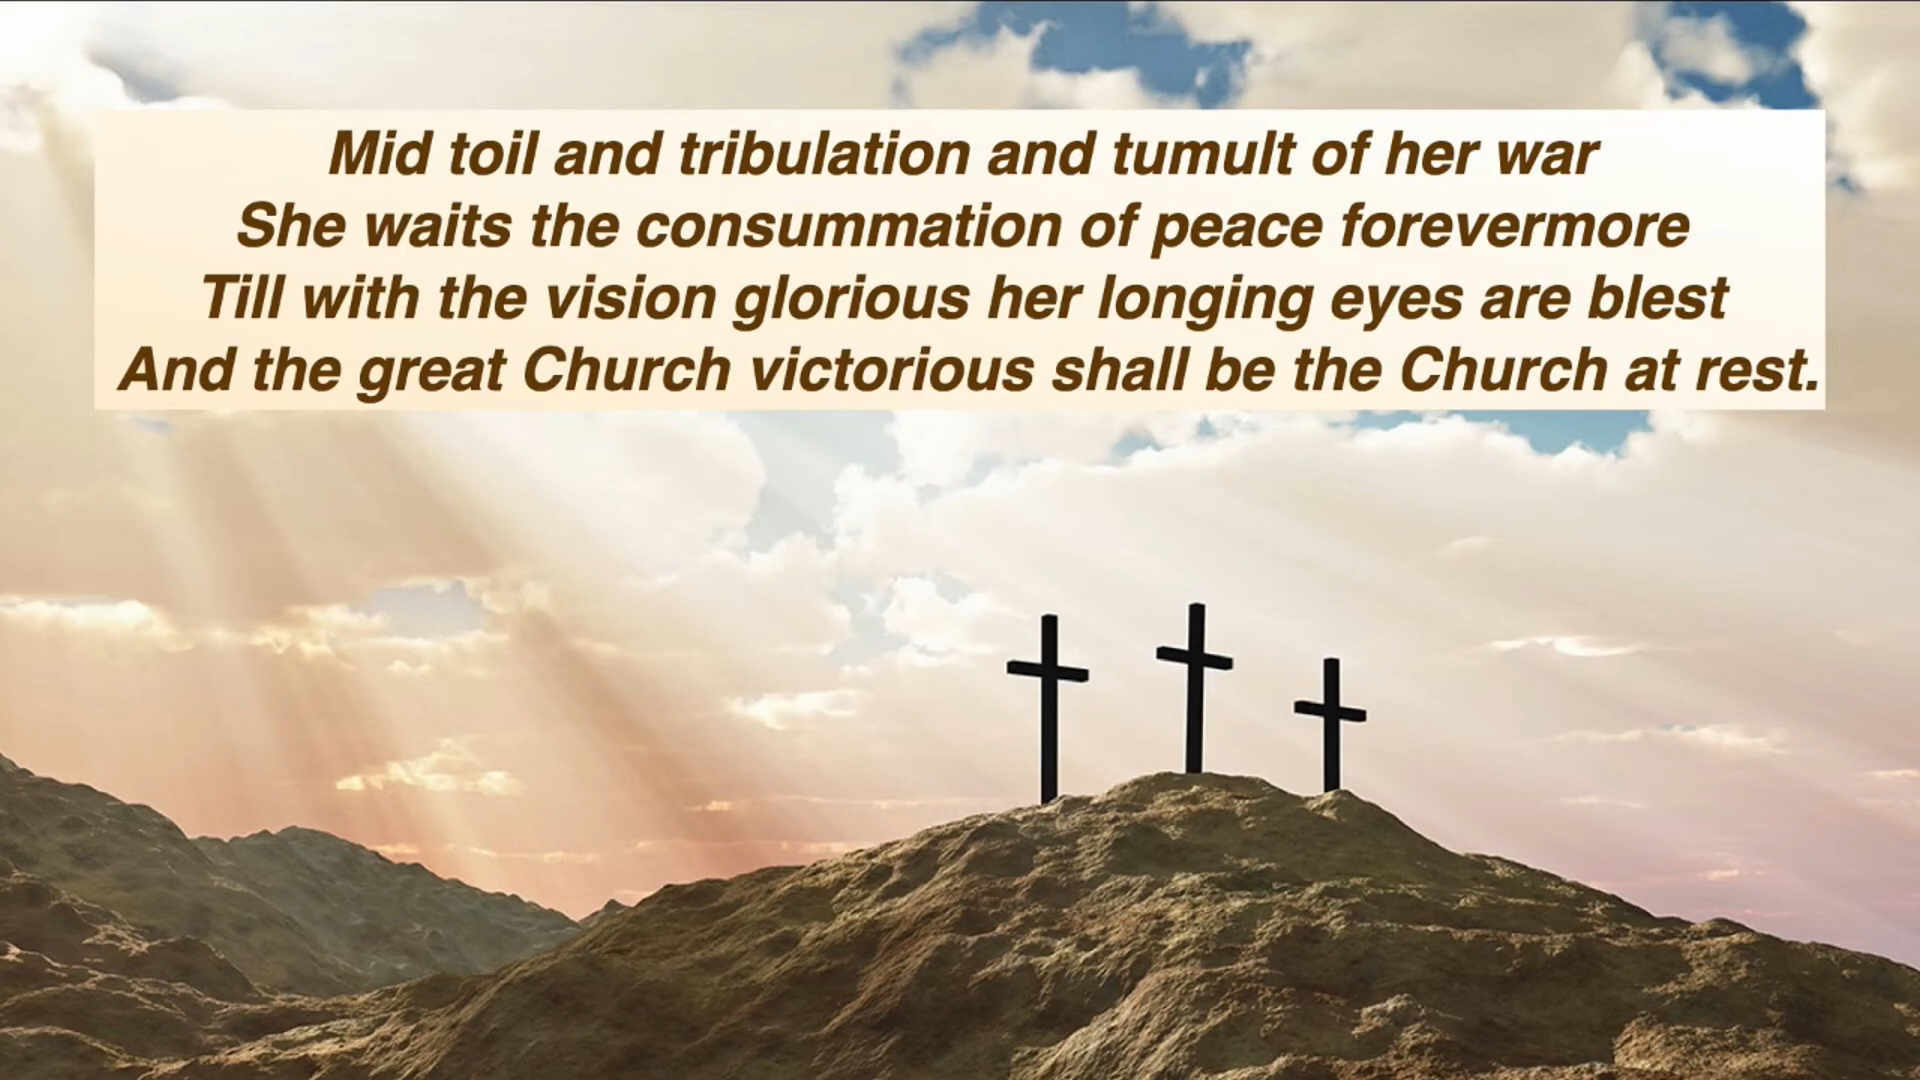 Mid toil and tribulation and tumult of her war
She waits the consummation of peace forevermore
Till with the vision glorious her longing eyes are blest
And the great Church victorious shall be the Church at rest.